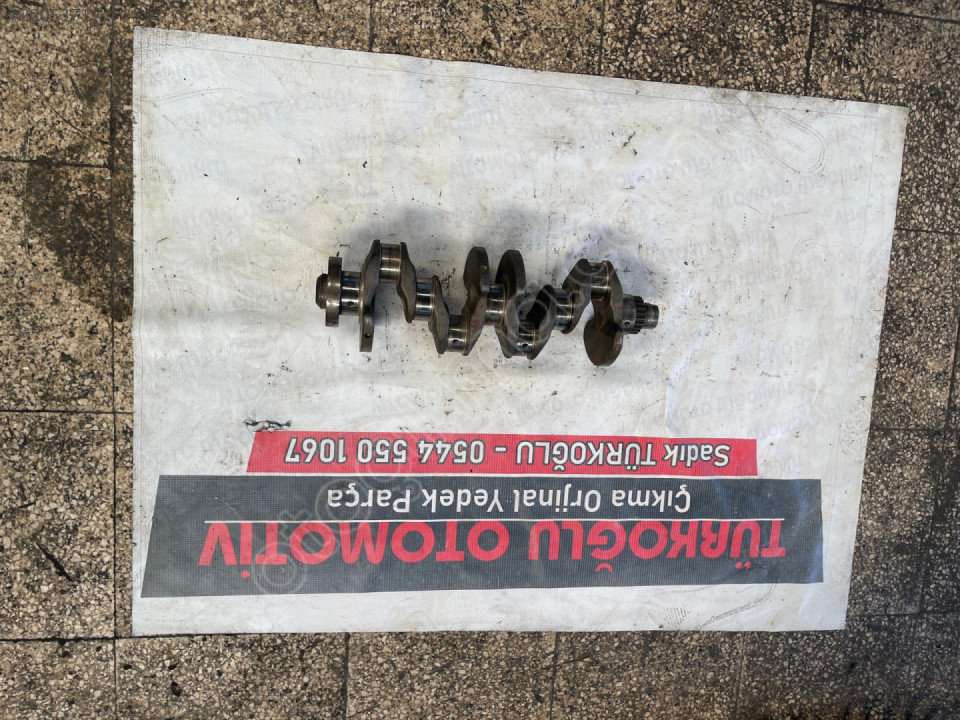 TÜRKOĞLU OTOMOTİV
Çıkma Orjinal Yedek Parça
Sadık TÜRKOĞLU - 0544 550 1067